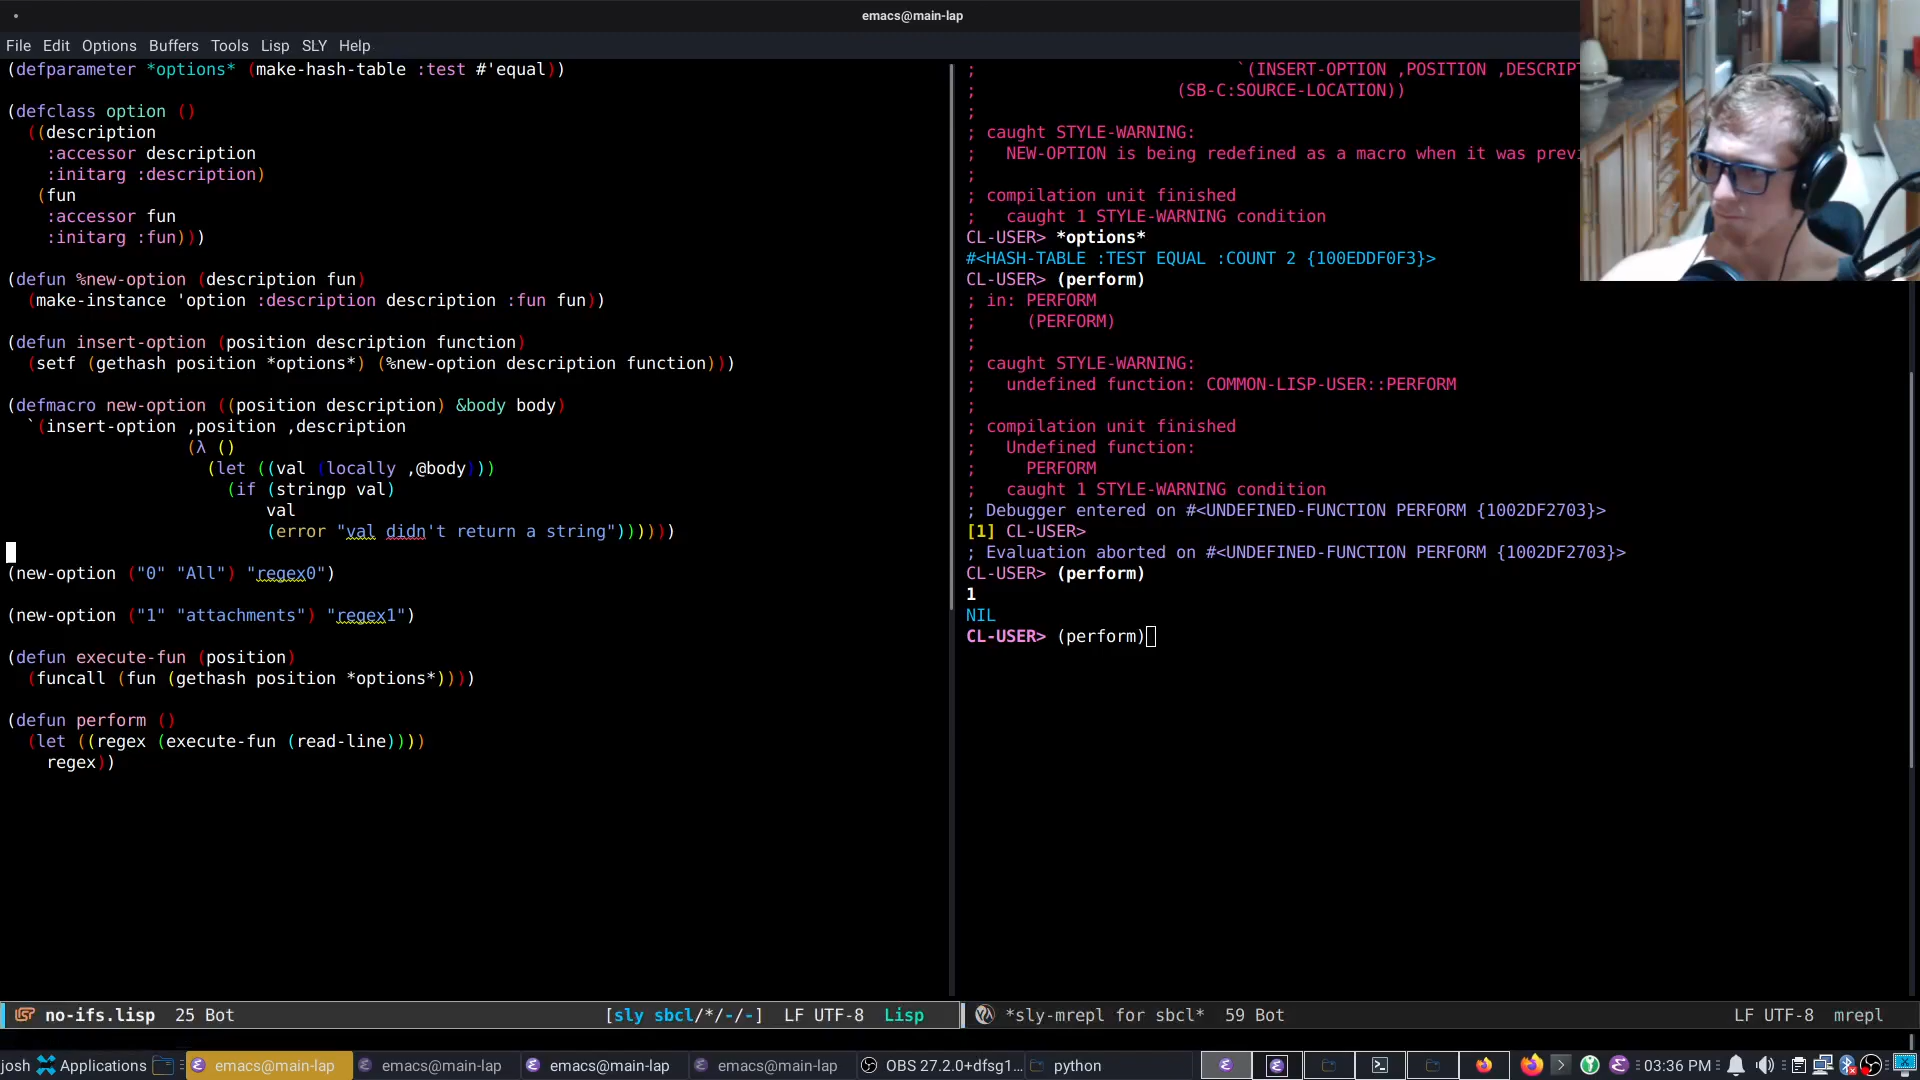 emacs@main-lap
File Edit Options Buffers Tools Lisp SLY Help
(defparameter *options* (make-hash-table :test #'equal))
(defclass option ()
((description
:accessor description
:initarg :description)
(fun
:accessor fun
:initarg :fun)))
(defun %new-option (description fun)
(make-instance 'option :description description :fun fun))
(defun insert-option (position description function)
(setf (gethash position *options*) (%new-option description function)))
(defmacro new-option ((position description) &body body)
`(insert-option ,position ,description
(λ ()
(let ((val (locally ,@body)))
(if (stringp val)
val
(error "val didn't return a string"))))))
(new-option ("0" "All") "regex0")
(new-option ("1" "attachments") "regex1")
(defun execute-fun (position)
(funcall (fun (gethash position *options*))))
(defun perform ()
(let ((regex (execute-fun (read-line))))
regex))
; `(INSERT-OPTION ,POSITION ,DESCRIPT
; (SB-C:SOURCE-LOCATION))
;
; caught STYLE-WARNING:
; NEW-OPTION is being redefined as a macro when it was previ
;
; compilation unit finished
; caught 1 STYLE-WARNING condition
CL-USER> *options*
#<HASH-TABLE :TEST EQUAL :COUNT 2 {100EDDF0F3}>
CL-USER> (perform)
; in: PERFORM
; (PERFORM)
;
; caught STYLE-WARNING:
; undefined function: COMMON-LISP-USER::PERFORM
;
; compilation unit finished
; Undefined function:
; PERFORM
; caught 1 STYLE-WARNING condition
; Debugger entered on #<UNDEFINED-FUNCTION PERFORM {1002DF2703}>
[1] CL-USER>
; Evaluation aborted on #<UNDEFINED-FUNCTION PERFORM {1002DF2703}>
CL-USER> (perform)
1
NIL
CL-USER> (perform)
no-ifs.lisp 25 Bot [sly sbcl/*/-/-] LF UTF-8 Lisp
*sly-mrepl for sbcl* 59 Bot LF UTF-8 mrepl
josh Applications emacs@main-lap emacs@main-lap emacs@main-lap emacs@main-lap OBS 27.2.0+dfsg1... python 03:36 PM